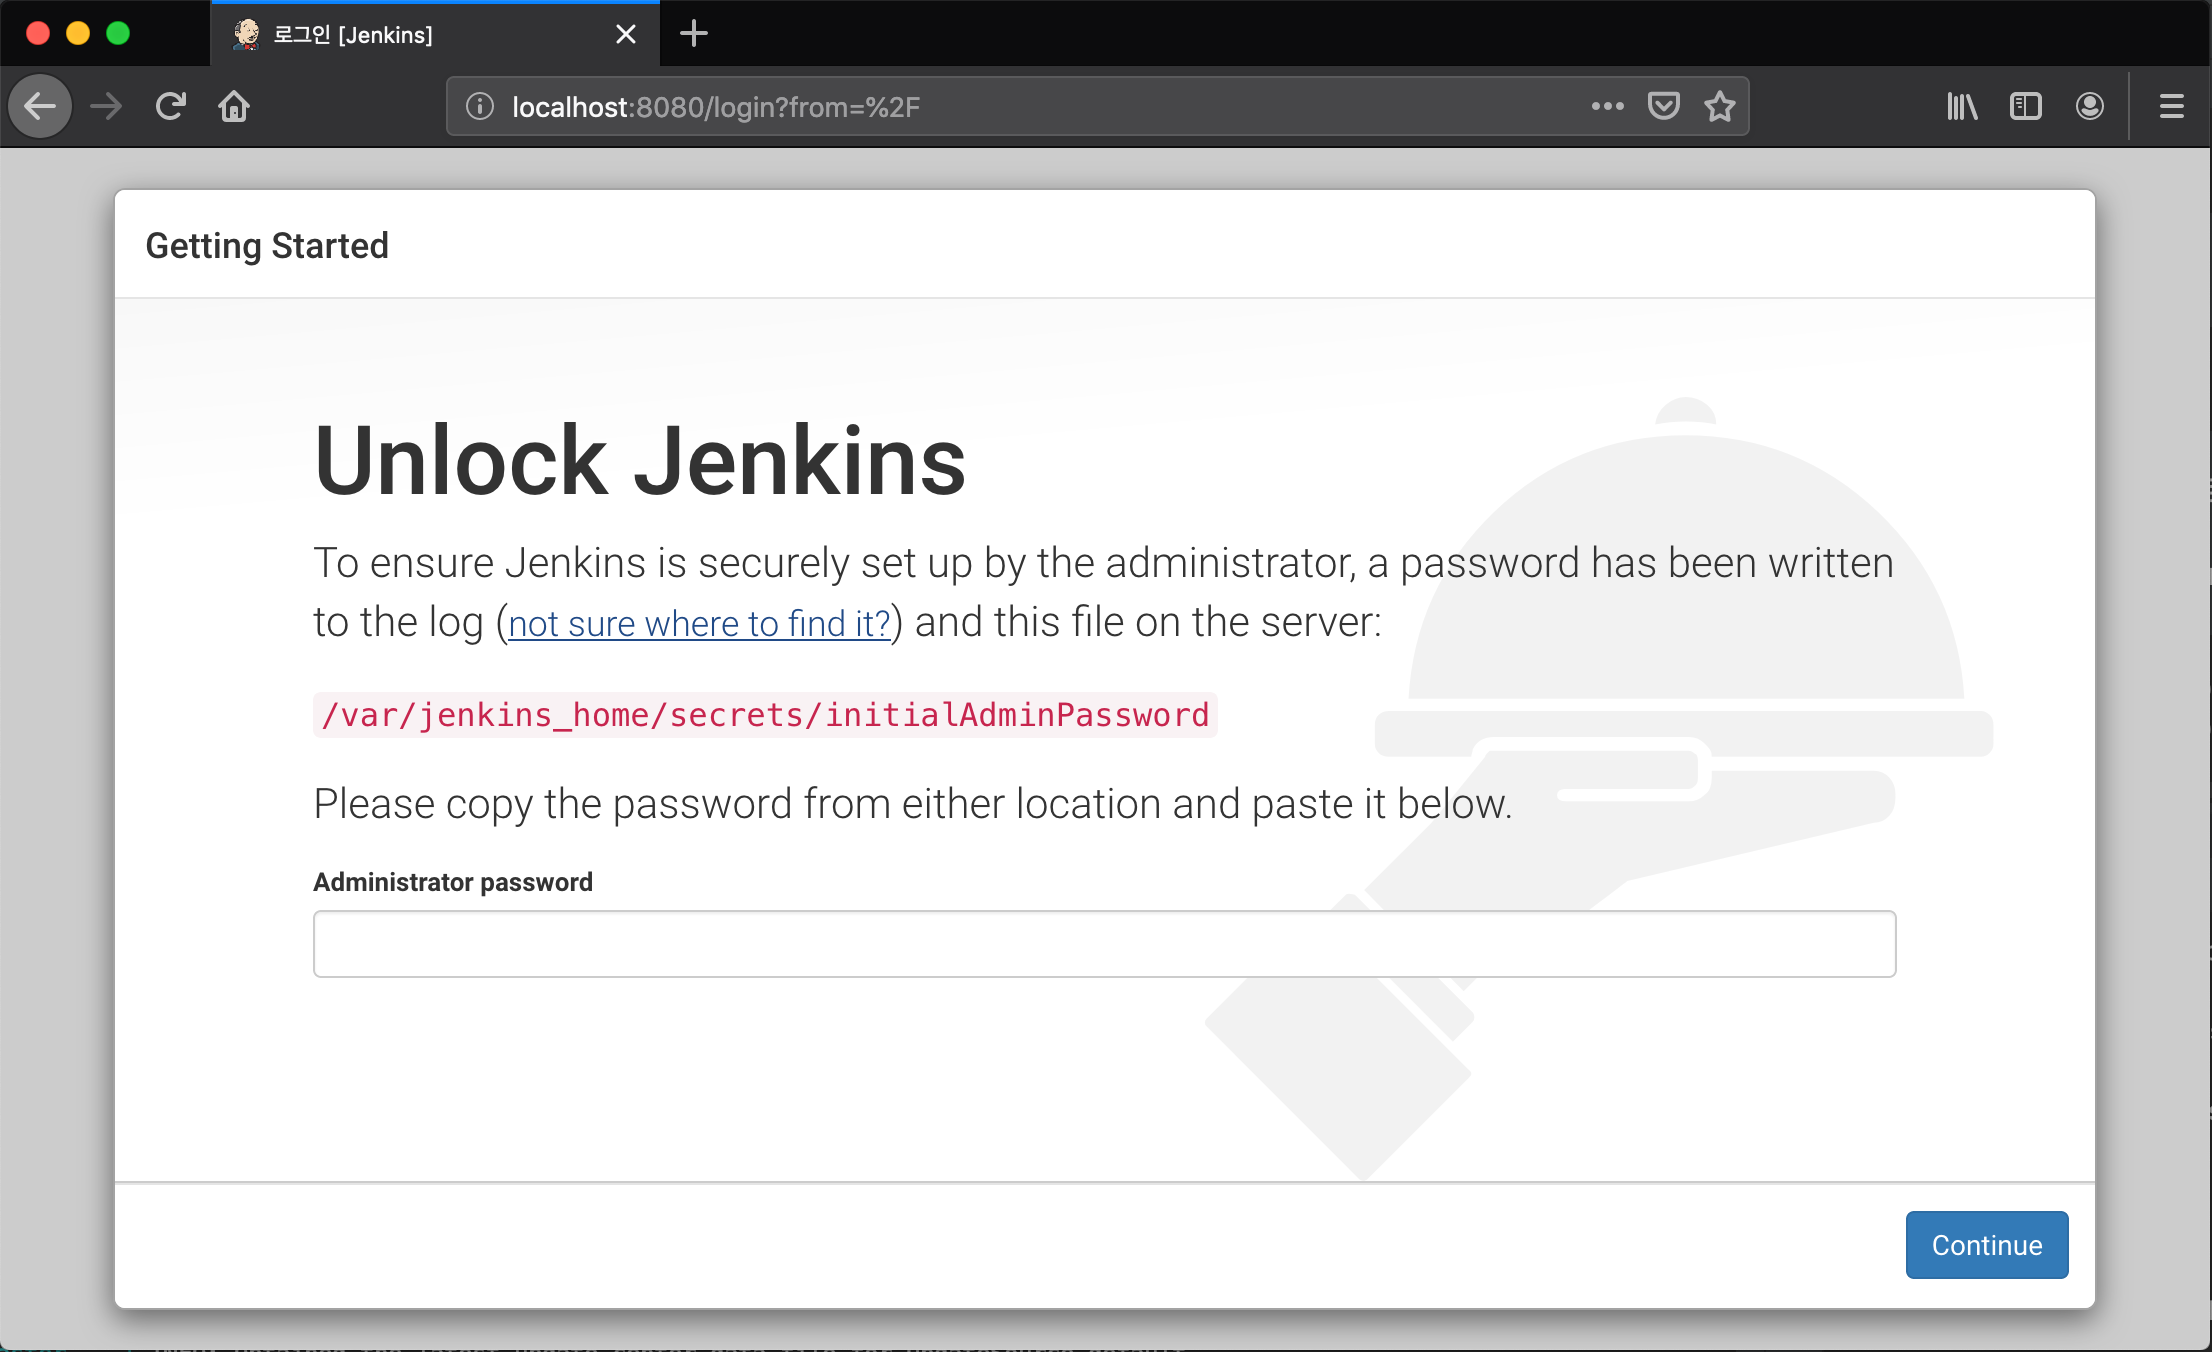 로그인 [Jenkins]
localhost:8080/login?from=%2F
Getting Started
Unlock Jenkins
To ensure Jenkins is securely set up by the administrator, a password has been written
to the log (not sure where to find it?) and this file on the server:
/var/jenkins_home/secrets/initialAdminPassword
Please copy the password from either location and paste it below.
Administrator password
Continue